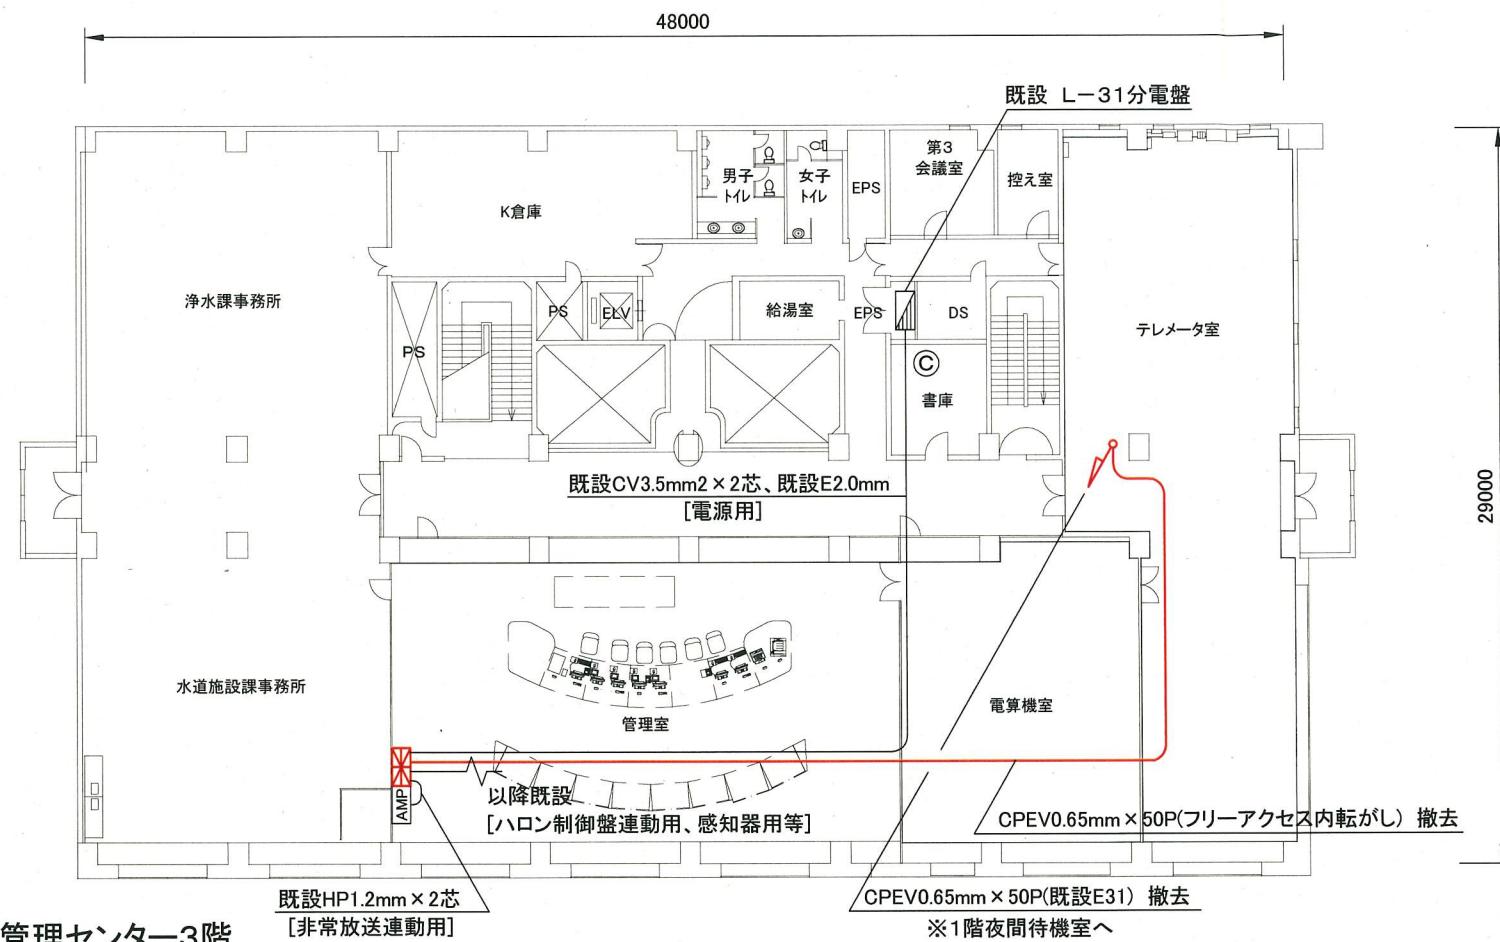 48000
既設 L－31分電盤
29000
第3
会議室
控え室
男子
トイレ
女子
トイレ
EPS
K倉庫
浄水課事務所
PS
ELV
給湯室
EPS
DS
テレメータ室
PS
C
書庫
既設CV3.5mm2×2芯、既設E2.0mm
[電源用]
水道施設課事務所
管理室
電算機室
AMP
以降既設
[ハロン制御盤連動用、感知器用等]
CPEV0.65mm×50P(フリーアクセス内転がし) 撤去
既設HP1.2mm×2芯
[非常放送連動用]
CPEV0.65mm×50P(既設E31) 撤去
※1階夜間待機室へ
管理センター3階